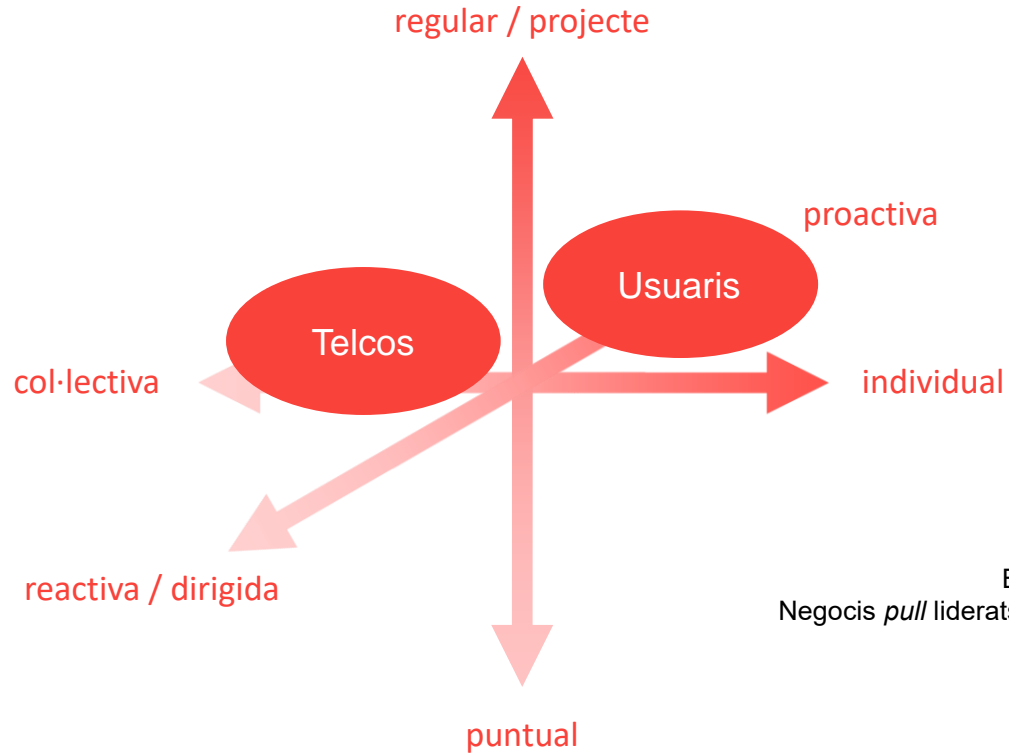 regular / projecte
proactiva
Usuaris
Telcos
col·lectiva
individual
reactiva / dirigida
Negocis pull liderats
puntual